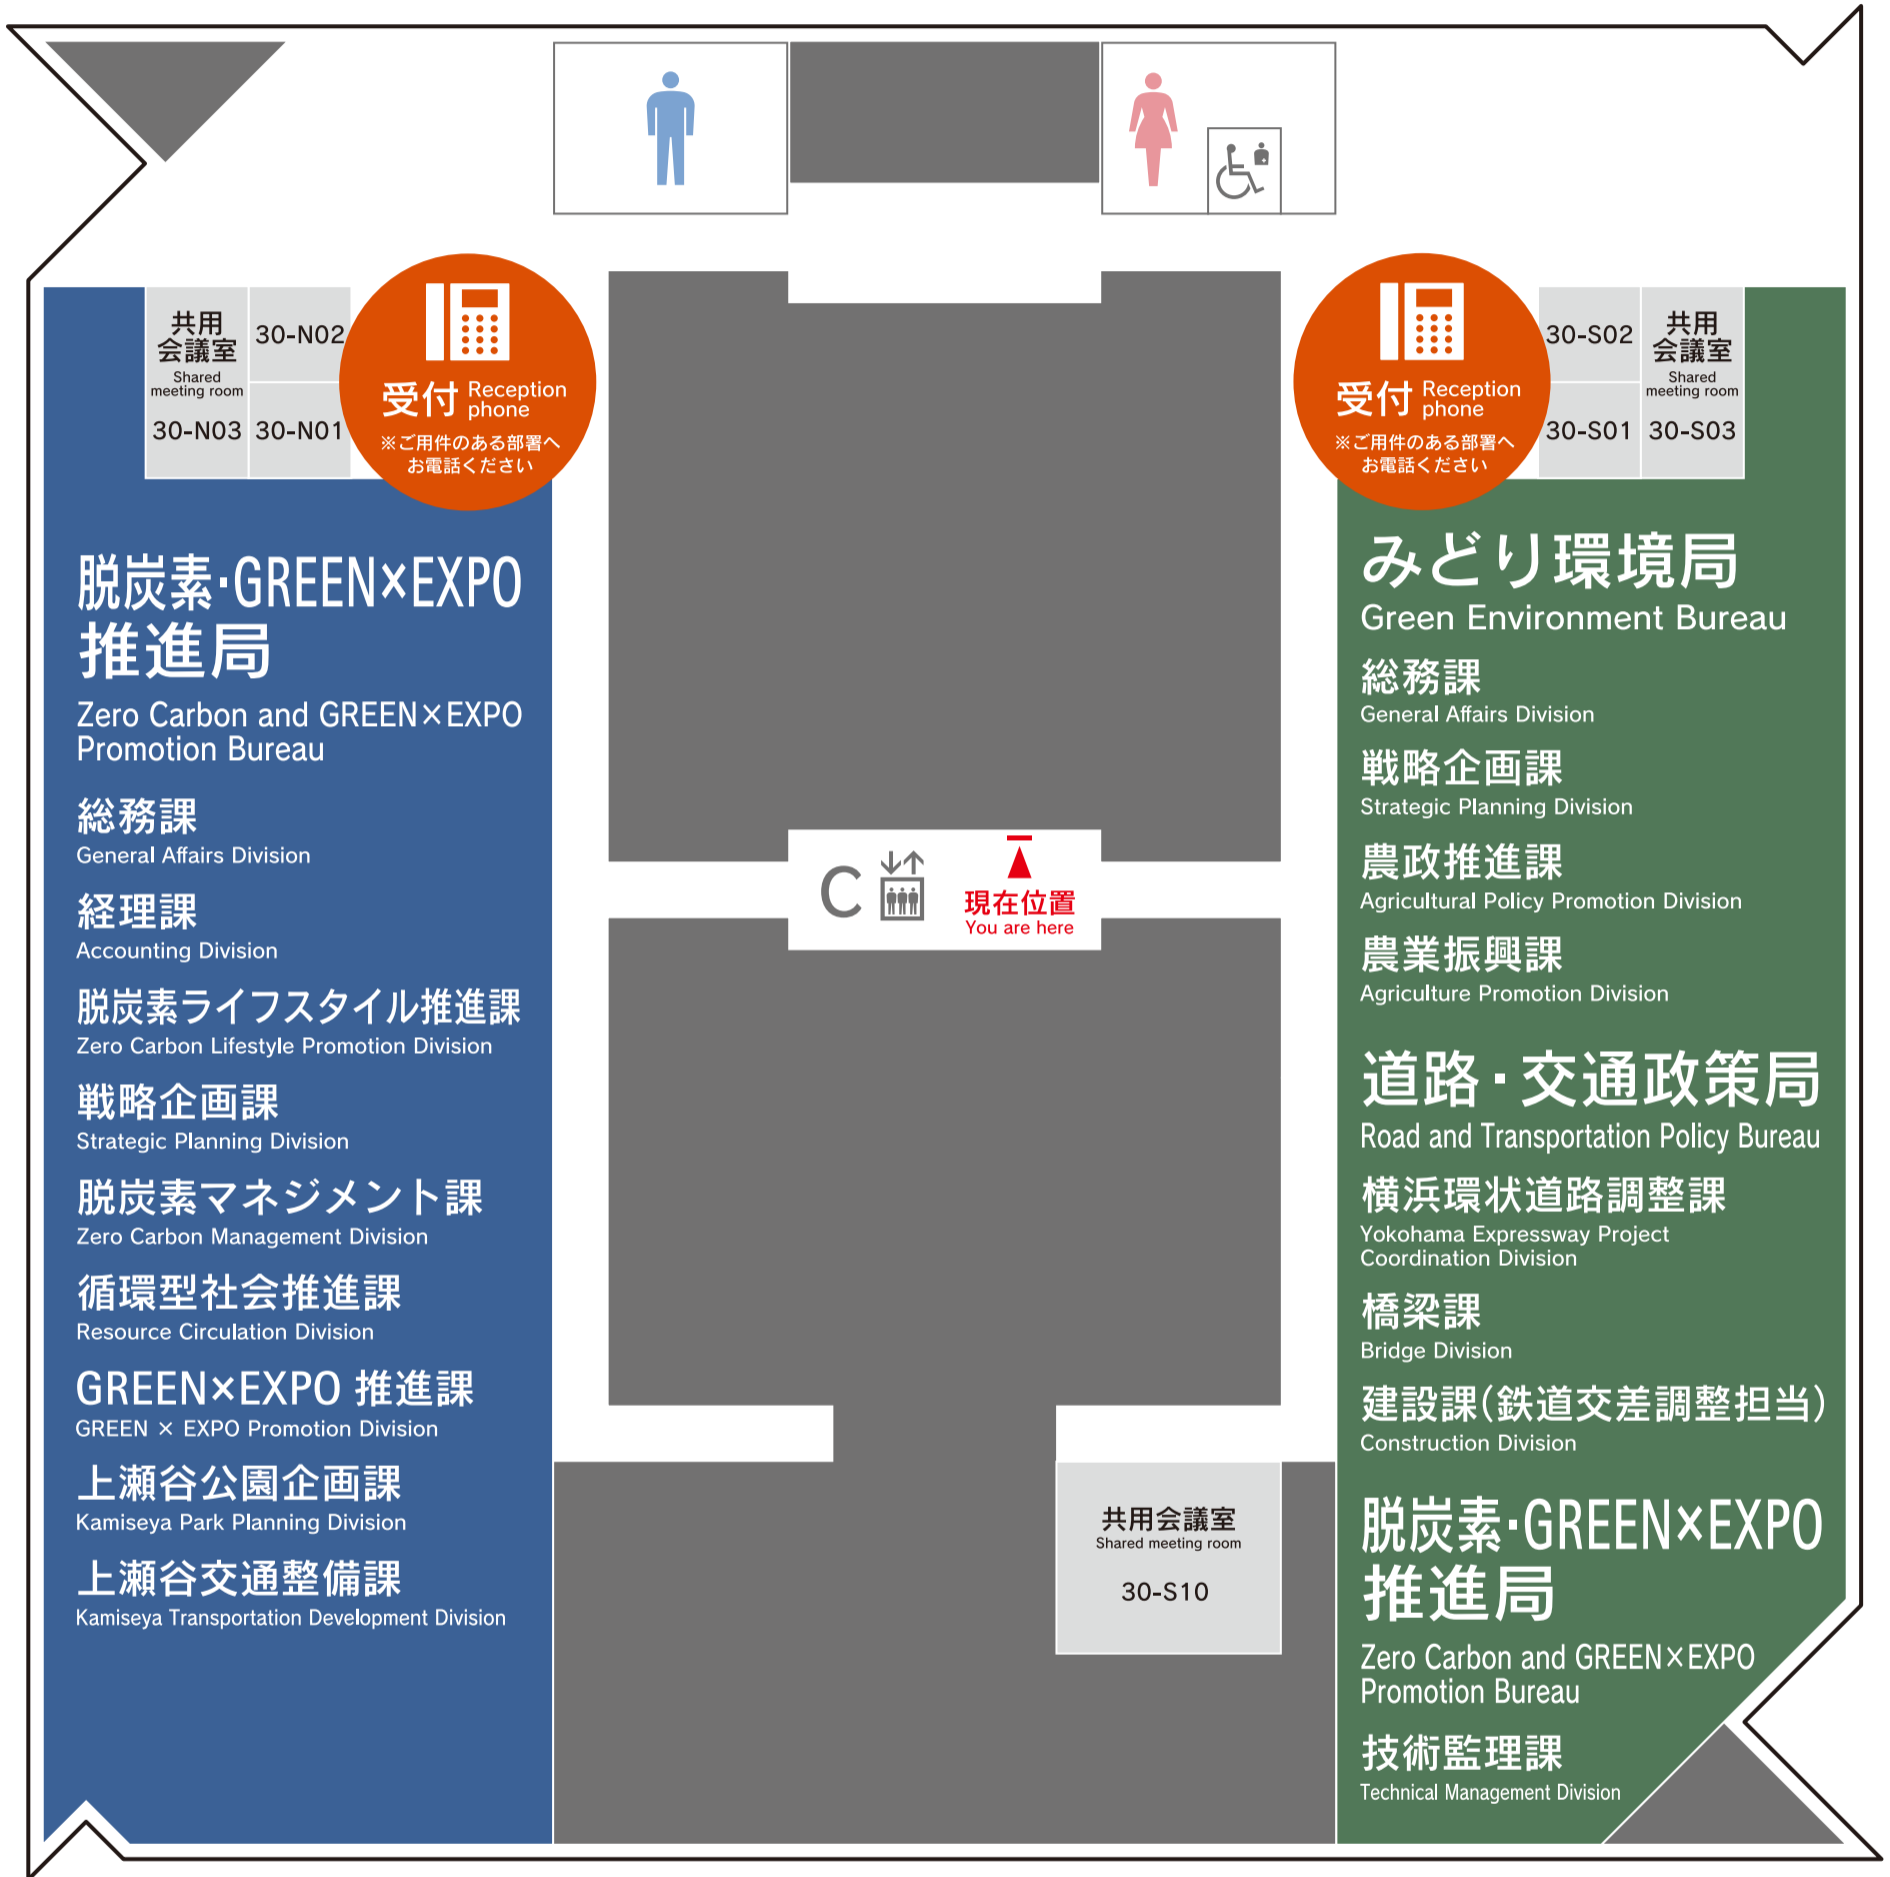 共用
会議室
Shared
meeting room
30-N03
30-N02
30-N01
受付
Reception
phone
※ご用件のある部署へ
お電話ください
脱炭素・GREEN×EXPO
推進局
Zero Carbon and GREEN×EXPO
Promotion Bureau
総務課
General Affairs Division
経理課
Accounting Division
脱炭素ライフスタイル推進課
Zero Carbon Lifestyle Promotion Division
戦略企画課
Strategic Planning Division
脱炭素マネジメント課
Zero Carbon Management Division
循環型社会推進課
Resource Circulation Division
GREEN×EXPO 推進課
GREEN × EXPO Promotion Division
上瀬谷公園企画課
Kamiseya Park Planning Division
上瀬谷交通整備課
Kamiseya Transportation Development Division
C
現在位置
You are here
共用会議室
Shared meeting room
30-S10
受付
Reception
phone
※ご用件のある部署へ
お電話ください
30-S02
30-S01
共用
会議室
Shared
meeting room
30-S03
みどり環境局
Green Environment Bureau
総務課
General Affairs Division
戦略企画課
Strategic Planning Division
農政推進課
Agricultural Policy Promotion Division
農業振興課
Agriculture Promotion Division
道路・交通政策局
Road and Transportation Policy Bureau
横浜環状道路調整課
Yokohama Expressway Project
Coordination Division
橋梁課
Bridge Division
建設課(鉄道交差調整担当)
Construction Division
脱炭素・GREEN×EXPO
推進局
Zero Carbon and GREEN×EXPO
Promotion Bureau
技術監理課
Technical Management Division